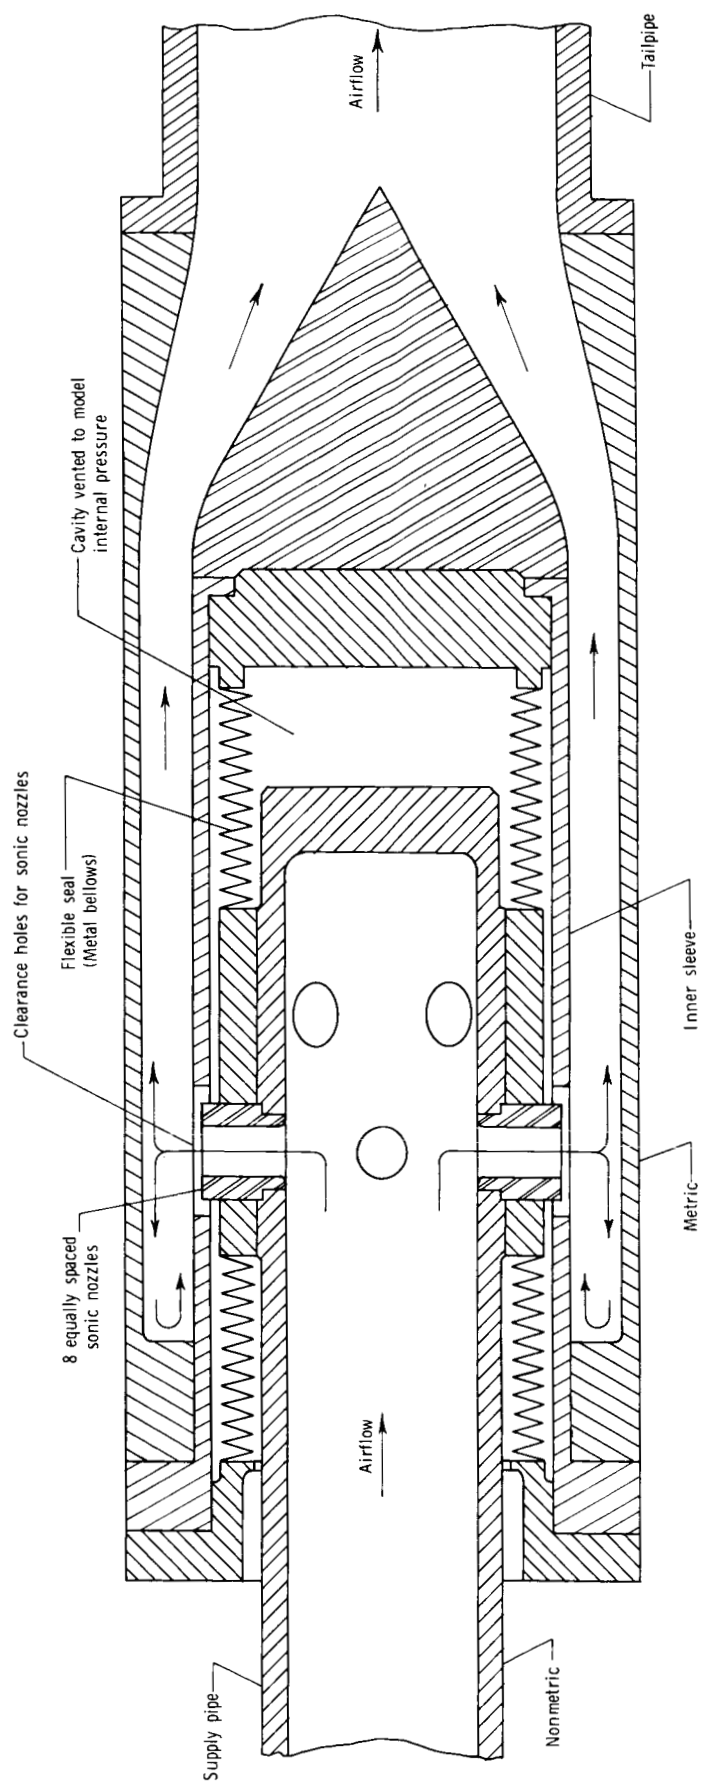 Clearance holes for sonic nozzles
Flexible seal
(Metal bellows)
Cavity vented to model
internal pressure
8 equally spaced
sonic nozzles
Supply pipe
Airflow
Airflow
Nonmetric
Metric
Inner sleeve
Tailpipe